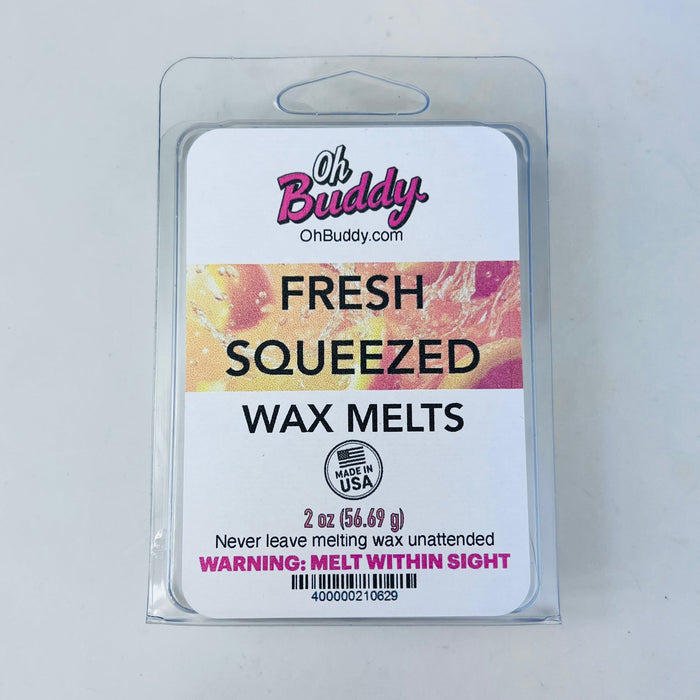 Oh
Buddy
OhBuddy.com
FRESH
SQUEEZED
WAX MELTS
MADE IN
USA
2 oz (56.69 g)
Never leave melting wax unattended
WARNING: MELT WITHIN SIGHT
400000210629